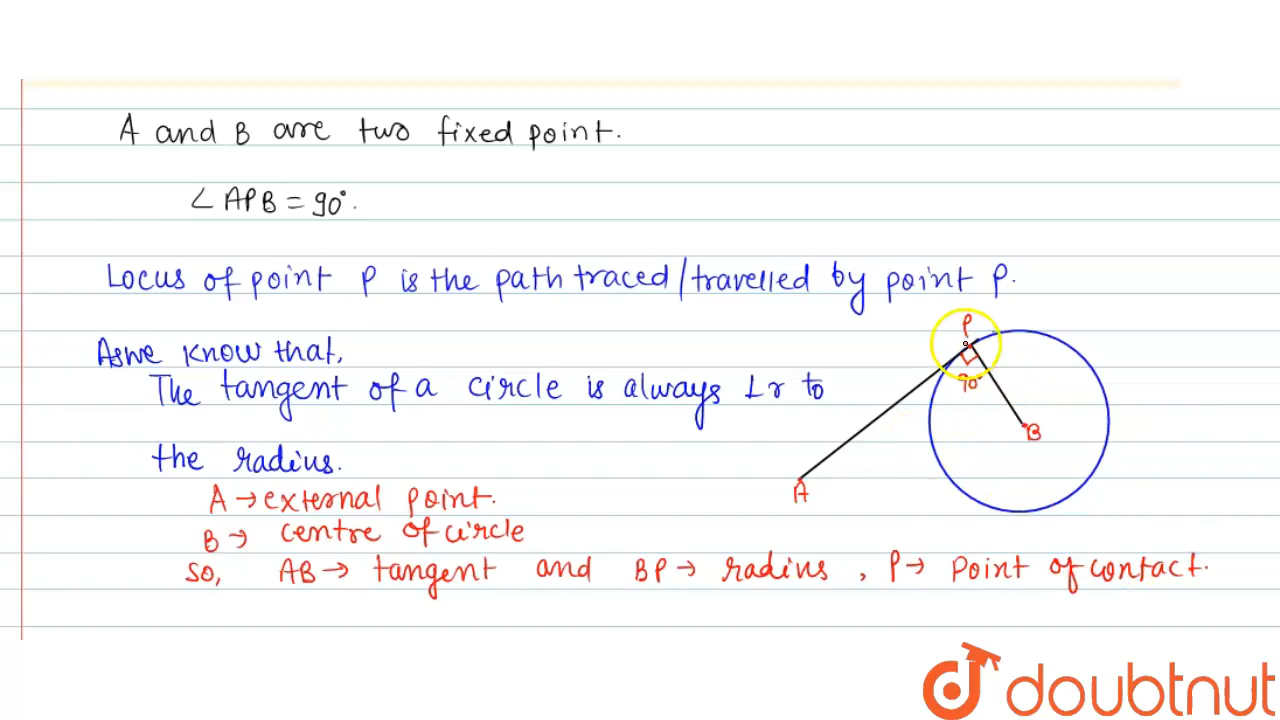 A and B are two fixed point.
∠APB = 90°.
Locus of point P is the path traced/travelled by point P.
As we know that,
The tangent of a circle is always ⊥r to
the radius.
A → external point.
B → centre of circle
so, AB → tangent and BP → radius, P → point of contact.
P
90°
B
A
doubtnut